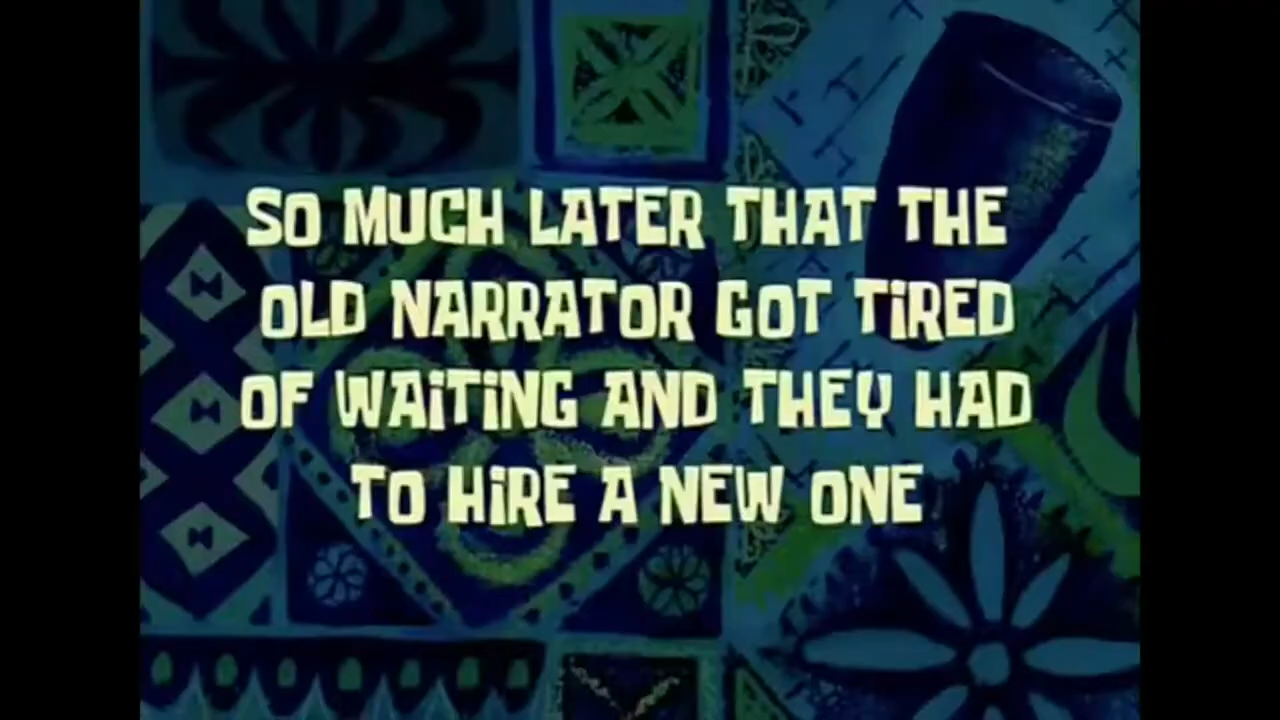 SO MUCH LATER THAT THE
OLD NARRATOR GOT TiRED
OF WAiTiNG AND THEY HAD
TO HiRE A NEW ONE